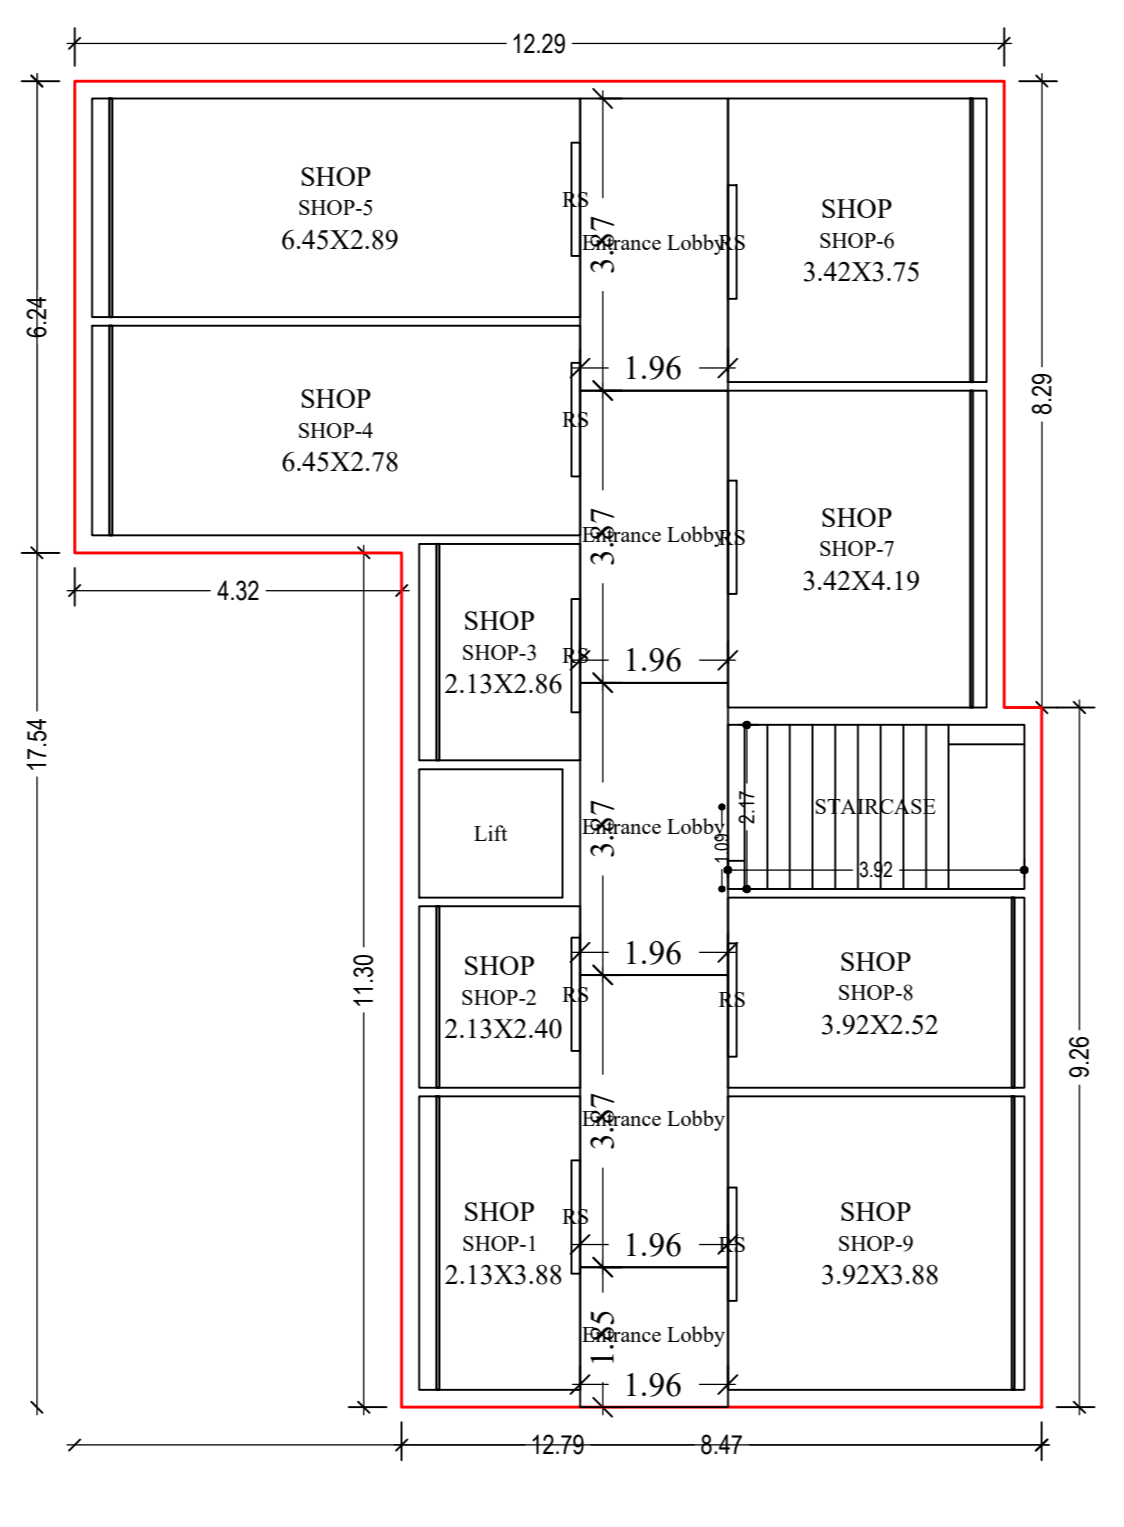 12.29
SHOP
SHOP-5
6.45X2.89
RS
3.87
Entrance Lobby
RS
SHOP
SHOP-6
3.42X3.75
6.24
8.29
1.96
SHOP
SHOP-4
6.45X2.78
RS
3.87
Entrance Lobby
RS
SHOP
SHOP-7
3.42X4.19
4.32
SHOP
SHOP-3
2.13X2.86
RS
1.96
17.54
Lift
3.87
Entrance Lobby
1.09
2.17
STAIRCASE
3.92
11.30
SHOP
SHOP-2
2.13X2.40
RS
1.96
RS
SHOP
SHOP-8
3.92X2.52
9.26
3.87
Entrance Lobby
SHOP
SHOP-1
2.13X3.88
RS
1.96
RS
SHOP
SHOP-9
3.92X3.88
1.85
Entrance Lobby
1.96
12.79
8.47